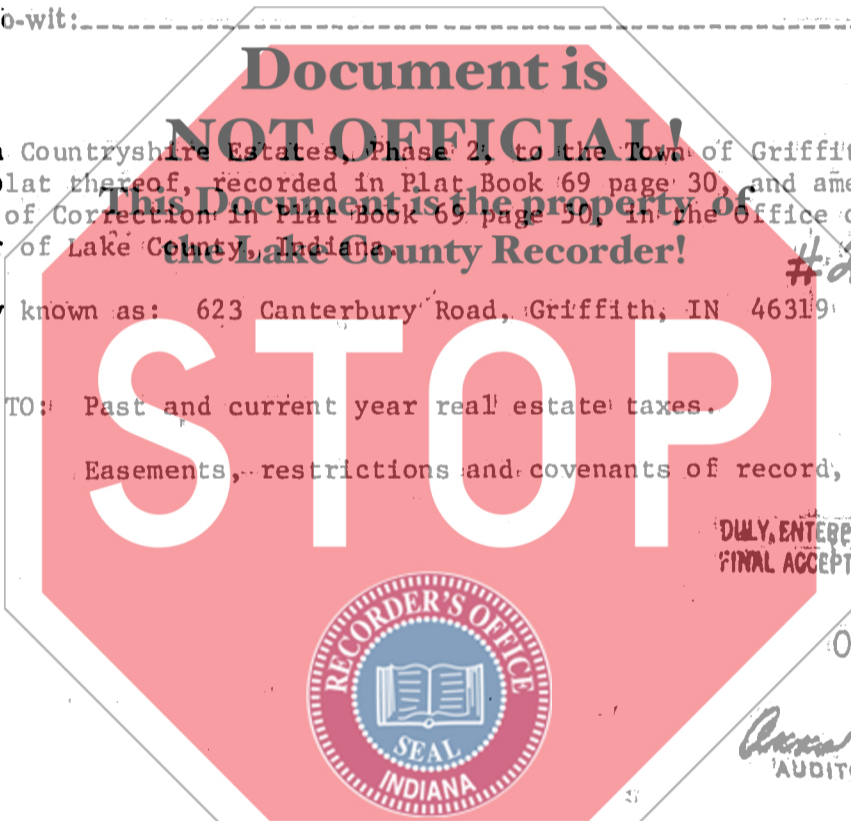 o-wit:
Document is
NOT OFFICIAL!
Countryshire Estates, Phase 2, to the Town of Griffit
lat thereof, recorded in Plat Book 69 page 30, and ame
This Document is the property of
of Correction in Plat Book 69 page 50, in the Office o
the Lake County Recorder!
of Lake County, Indiana.
known as: 623 Canterbury Road, Griffith, IN 46319
STOP
TO: Past and current year real estate taxes.
Easements, restrictions and covenants of record,
DULY ENTERE
FINAL ACCEPT
RECORDER'S OFFICE
SEAL
INDIANA
AUDITO